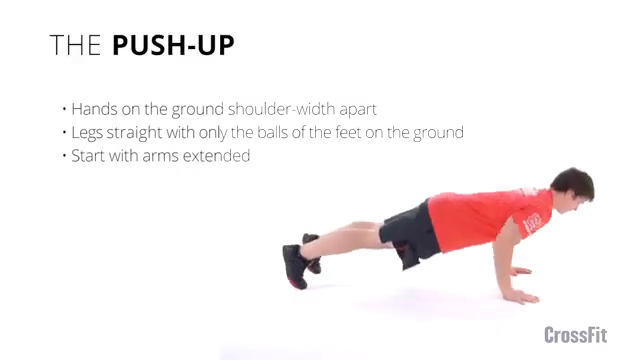 THE PUSH-UP
• Hands on the ground shoulder-width apart
• Legs straight with only the balls of the feet on the ground
• Start with arms extended
CrossFit